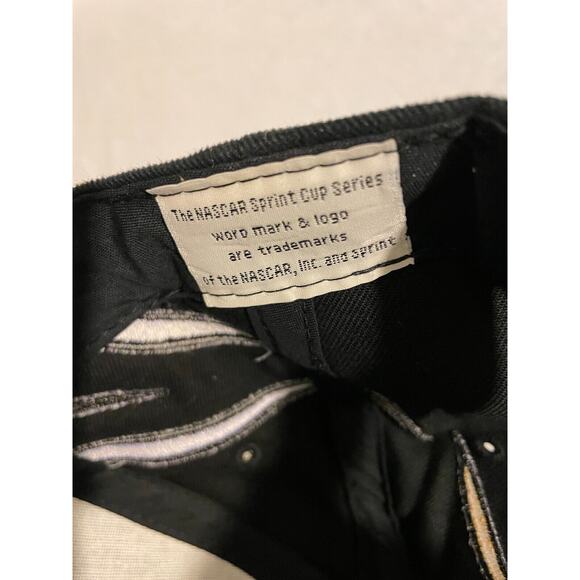 The NASCAR Sprint Cup Series
word mark & logo
are trademarks
of the NASCAR, Inc. and Sprint